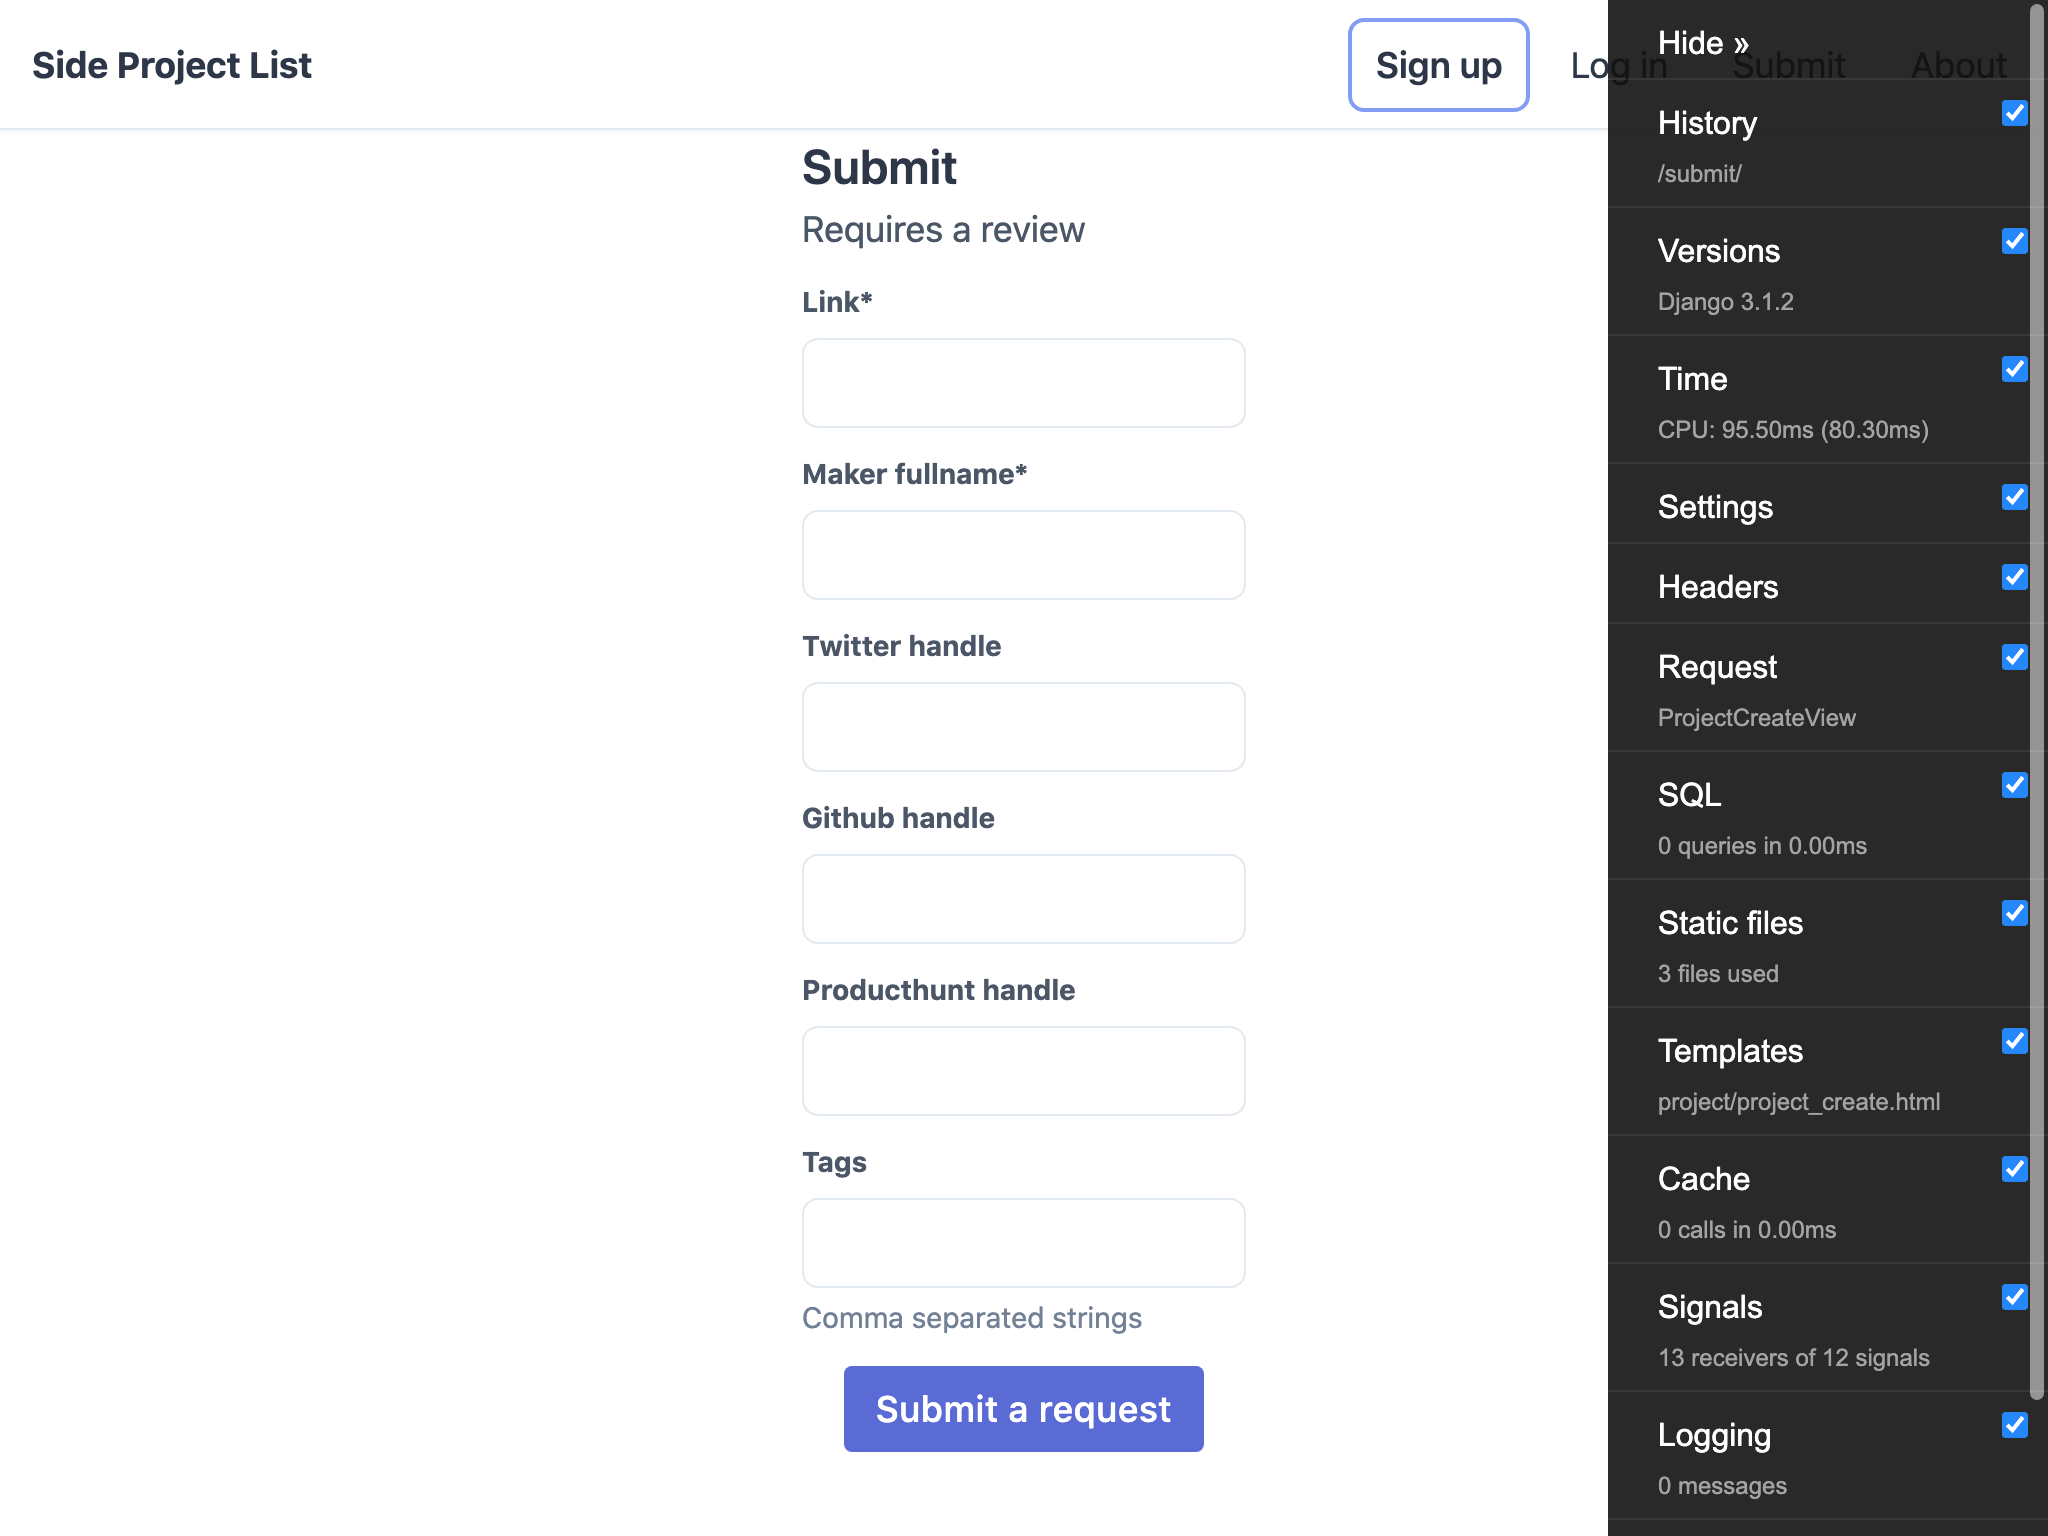 Side Project List
Sign up
Log in
Submit
About
Submit
Requires a review
Link*
Maker fullname*
Twitter handle
Github handle
Producthunt handle
Tags
Comma separated strings
Submit a request
Hide »
History
/submit/
Versions
Django 3.1.2
Time
CPU: 95.50ms (80.30ms)
Settings
Headers
Request
ProjectCreateView
SQL
0 queries in 0.00ms
Static files
3 files used
Templates
project/project_create.html
Cache
0 calls in 0.00ms
Signals
13 receivers of 12 signals
Logging
0 messages